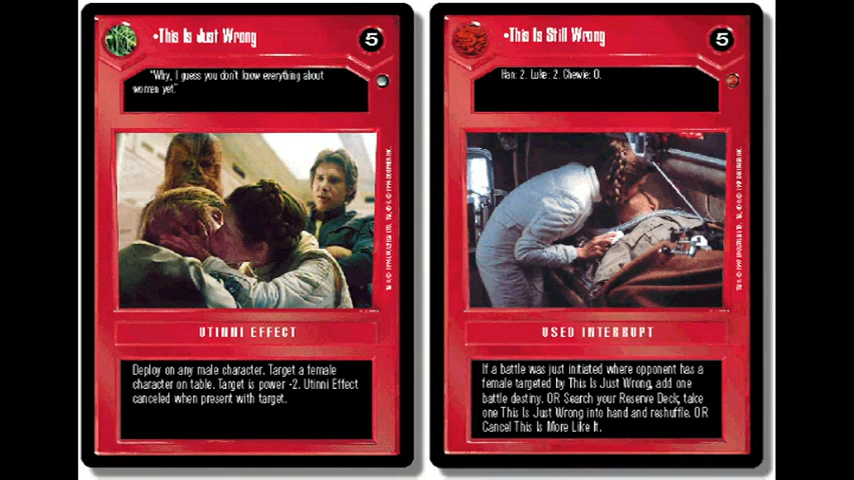 •This Is Just Wrong
5
"Why, I guess you don't know everything about
women yet."
UTINNI EFFECT
Deploy on any male character. Target a female
character on table. Target is power -2. Utinni Effect
canceled when present with target.
•This Is Still Wrong
5
Han: 2. Luke: 2. Chewie: 0.
USED INTERRUPT
If a battle was just initiated where opponent has a
female targeted by This Is Just Wrong, add one
battle destiny. OR Search your Reserve Deck, take
one This Is Just Wrong into hand and reshuffle. OR
Cancel This Is More Like It.